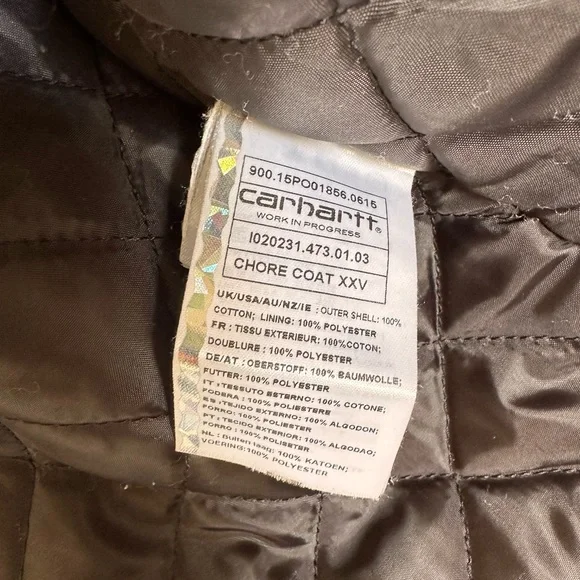 900.15PO01856.0615
carhartt®
WORK IN PROGRESS
I020231.473.01.03
CHORE COAT XXV
UK/USA/AU/NZ/IE : OUTER SHELL: 100%
COTTON; LINING: 100% POLYESTER
FR : TISSU EXTERIEUR: 100%COTON;
DOUBLURE : 100% POLYESTER
DE/AT : OBERSTOFF: 100% BAUMWOLLE;
FUTTER: 100% POLYESTER
IT : TESSUTO ESTERNO: 100% COTONE;
FODERA : 100% POLIESTERE
ES : TEJIDO EXTERNO: 100% ALGODON;
FORRO: 100% POLIESTER
PT : TECIDO EXTERIOR: 100% ALGODAO;
FORRO: 100% POLIESTER
NL : Buiten laag: 100% KATOEN;
VOERING:100% POLYESTER